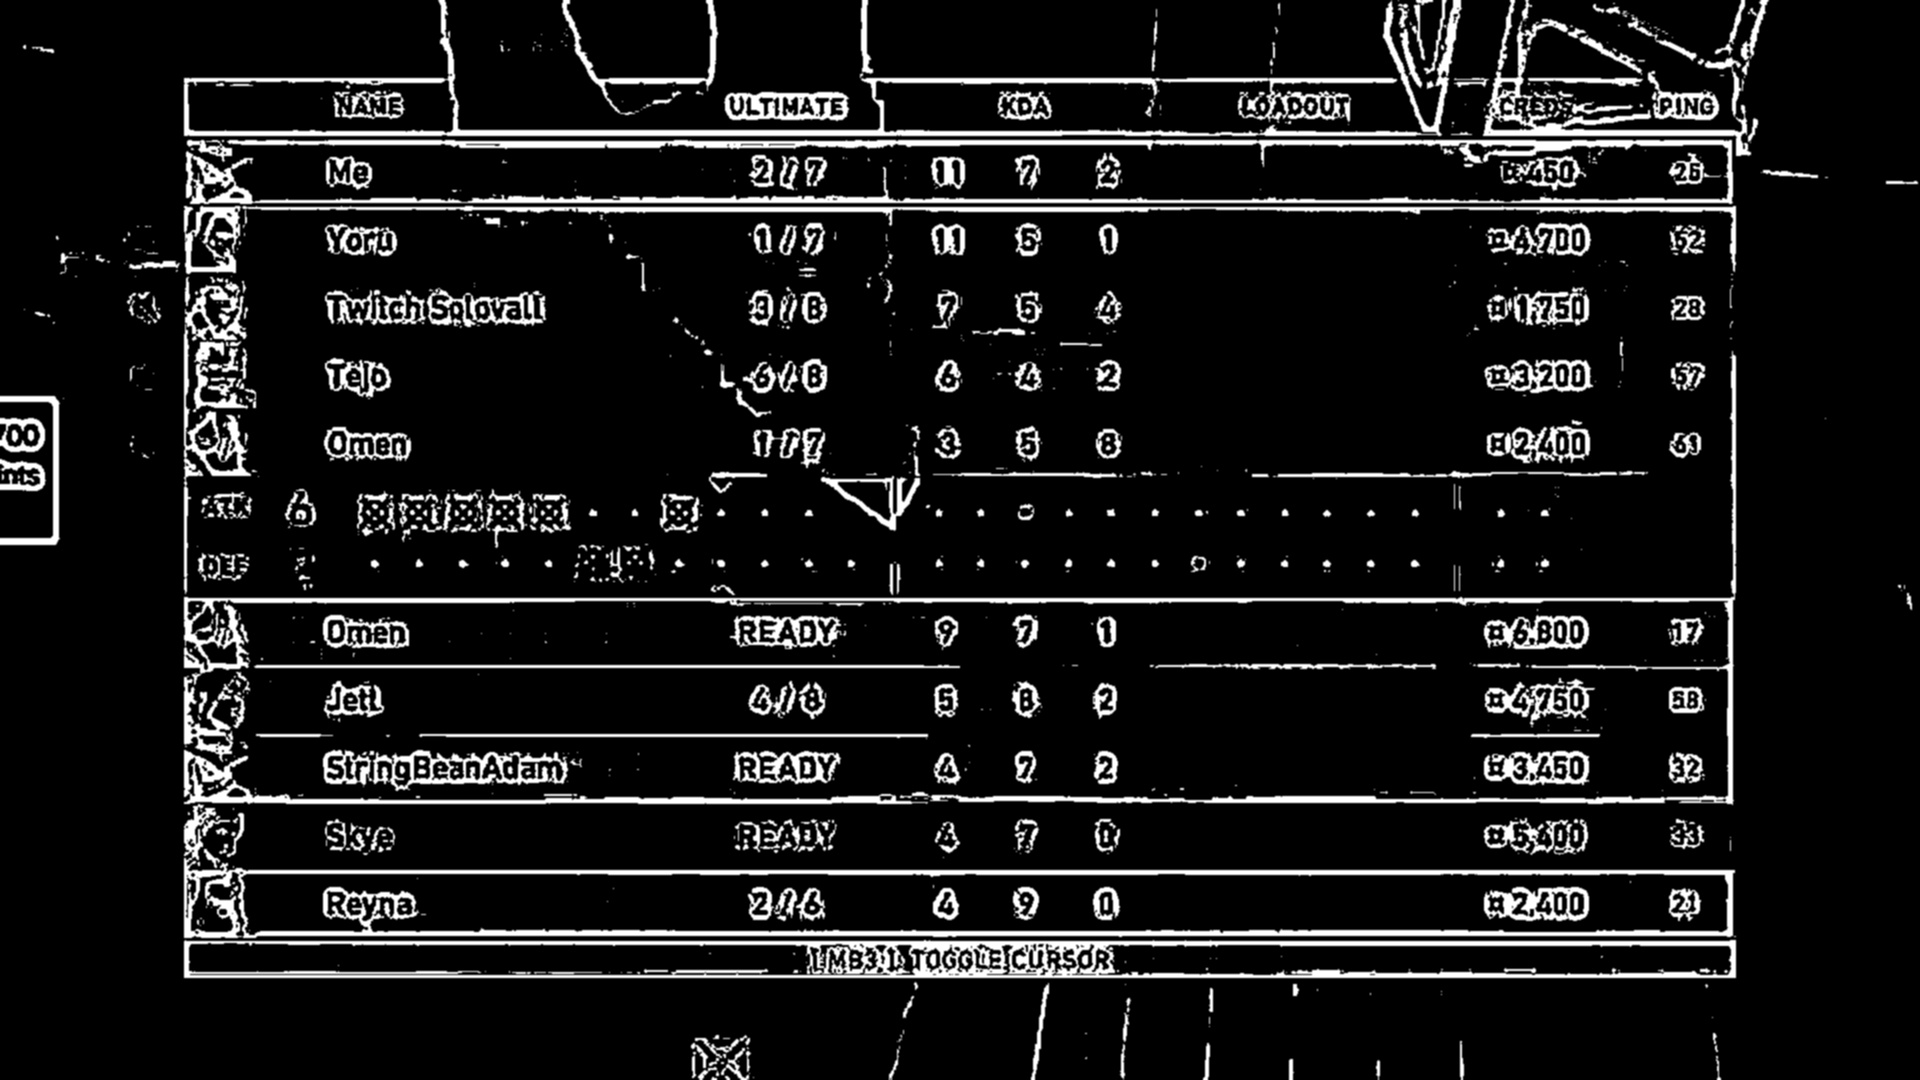 NAME ULTIMATE KDA LOADOUT CREDS PING
Me 2 / 7 11 7 2 ¤ 450 26
Yoru 1 / 7 11 5 1 ¤ 4,700 52
Twitch Solovall 3 / 8 7 5 4 ¤ 1,750 28
Tejo 6 / 8 6 4 2 ¤ 3,200 57
700
Omen 1 / 7 3 5 8 ¤ 2,400 61
ATK 6
DEF 2
Omen READY 9 7 1 ¤ 6,800 17
Jett 4 / 8 5 8 2 ¤ 4,750 58
StringBeanAdam READY 4 7 2 ¤ 3,450 32
Skye READY 4 7 0 ¤ 5,400 33
Reyna 2 / 6 4 9 0 ¤ 2,400 21
TOGGLE CURSOR